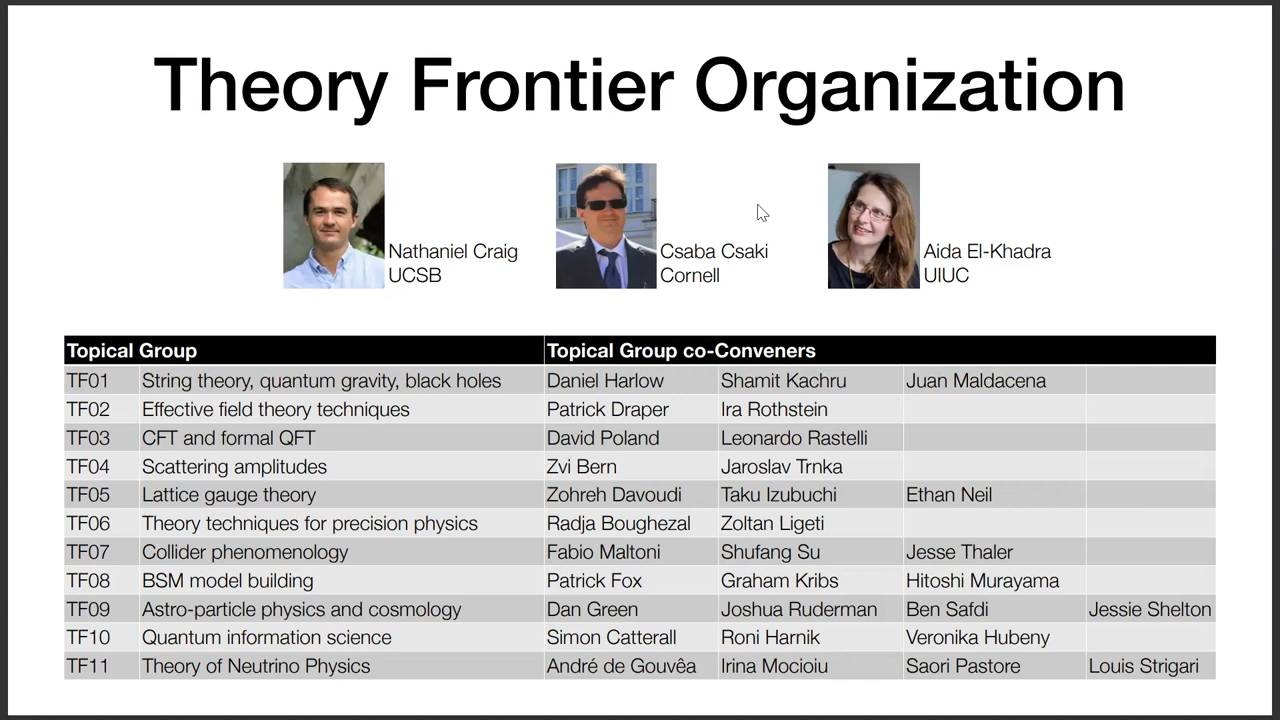 Theory Frontier Organization
Nathaniel Craig
UCSB
Csaba Csaki
Cornell
Aida El-Khadra
UIUC
Topical Group Topical Group co-Conveners
TF01 String theory, quantum gravity, black holes Daniel Harlow Shamit Kachru Juan Maldacena
TF02 Effective field theory techniques Patrick Draper Ira Rothstein
TF03 CFT and formal QFT David Poland Leonardo Rastelli
TF04 Scattering amplitudes Zvi Bern Jaroslav Trnka
TF05 Lattice gauge theory Zohreh Davoudi Taku Izubuchi Ethan Neil
TF06 Theory techniques for precision physics Radja Boughezal Zoltan Ligeti
TF07 Collider phenomenology Fabio Maltoni Shufang Su Jesse Thaler
TF08 BSM model building Patrick Fox Graham Kribs Hitoshi Murayama
TF09 Astro-particle physics and cosmology Dan Green Joshua Ruderman Ben Safdi Jessie Shelton
TF10 Quantum information science Simon Catterall Roni Harnik Veronika Hubeny
TF11 Theory of Neutrino Physics André de Gouvêa Irina Mocioiu Saori Pastore Louis Strigari